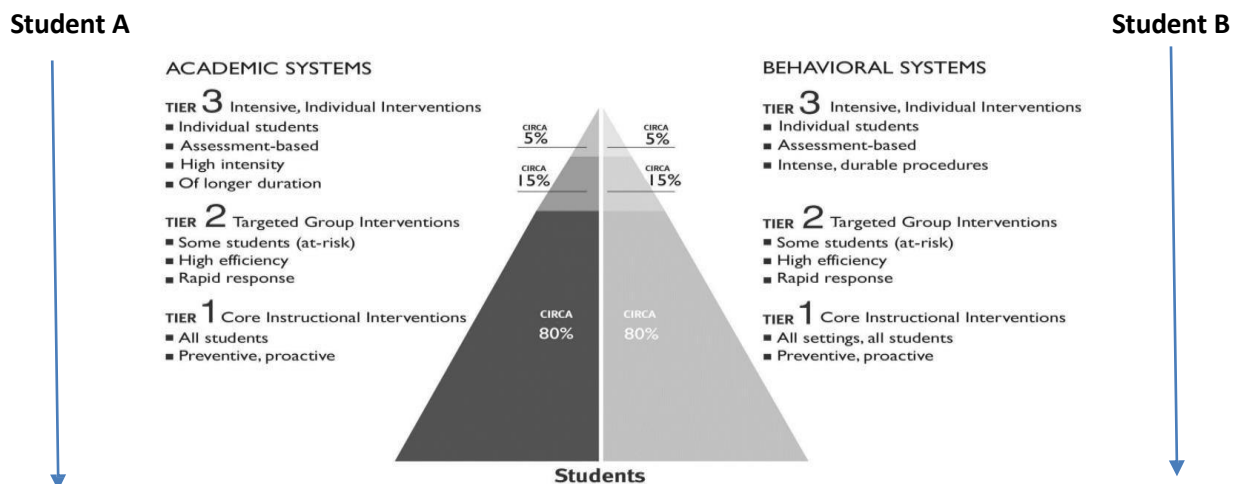 Student A
Student B
ACADEMIC SYSTEMS
TIER 3 Intensive, Individual Interventions
▪ Individual students
▪ Assessment-based
▪ High intensity
▪ Of longer duration
TIER 2 Targeted Group Interventions
▪ Some students (at-risk)
▪ High efficiency
▪ Rapid response
TIER 1 Core Instructional Interventions
▪ All students
▪ Preventive, proactive
CIRCA
5%
CIRCA
15%
CIRCA
80%
CIRCA
5%
CIRCA
15%
CIRCA
80%
Students
BEHAVIORAL SYSTEMS
TIER 3 Intensive, Individual Interventions
▪ Individual students
▪ Assessment-based
▪ Intense, durable procedures
TIER 2 Targeted Group Interventions
▪ Some students (at-risk)
▪ High efficiency
▪ Rapid response
TIER 1 Core Instructional Interventions
▪ All settings, all students
▪ Preventive, proactive